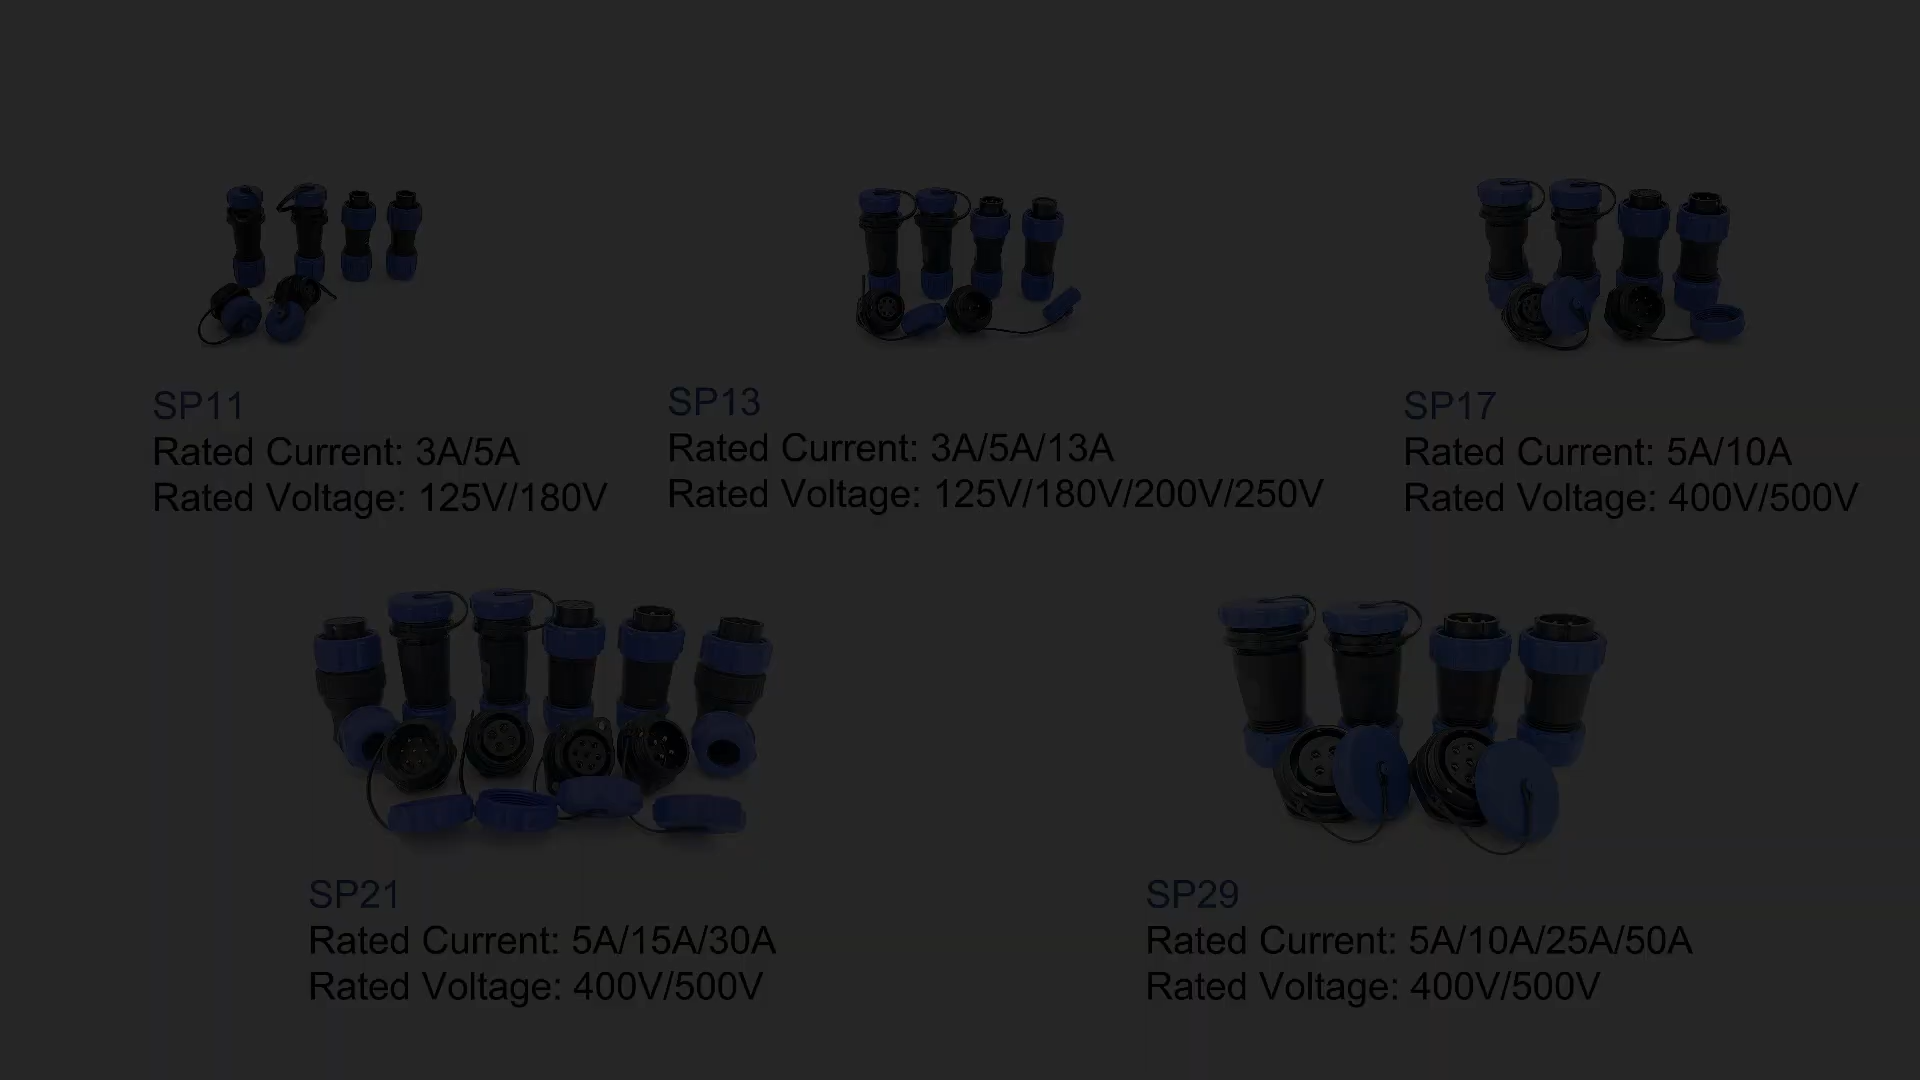 SP11
Rated Current: 3A/5A
Rated Voltage: 125V/180V
SP13
Rated Current: 3A/5A/13A
Rated Voltage: 125V/180V/200V/250V
SP17
Rated Current: 5A/10A
Rated Voltage: 400V/500V
SP21
Rated Current: 5A/15A/30A
Rated Voltage: 400V/500V
SP29
Rated Current: 5A/10A/25A/50A
Rated Voltage: 400V/500V